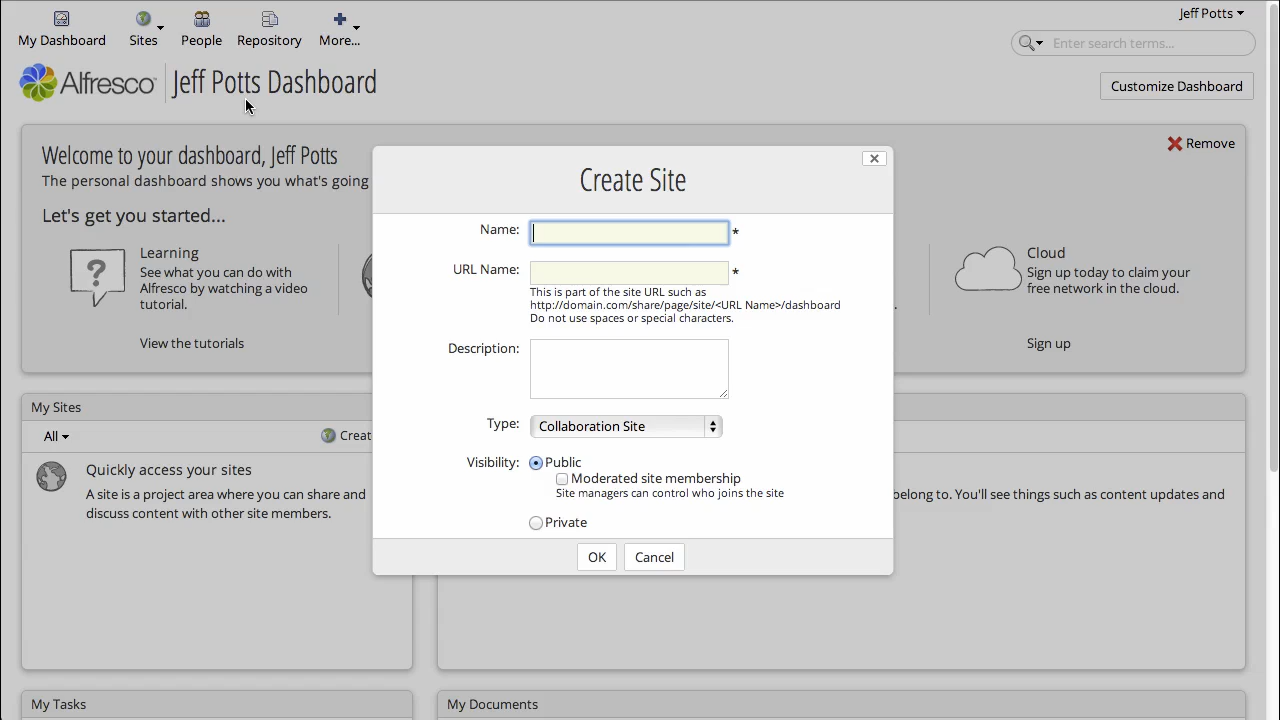 Jeff Potts
My Dashboard Sites People Repository More...
Enter search terms...
Alfresco Jeff Potts Dashboard
Customize Dashboard
Remove
Welcome to your dashboard, Jeff Potts
The personal dashboard shows you what's going
Let's get you started...
Learning
See what you can do with
Alfresco by watching a video
tutorial.
View the tutorials
Cloud
Sign up today to claim your
free network in the cloud.
Sign up
Create Site
Name: *
URL Name: *
This is part of the site URL such as
http://domain.com/share/page/site/<URL Name>/dashboard
Do not use spaces or special characters.
Description:
Type: Collaboration Site
Visibility: Public
Moderated site membership
Site managers can control who joins the site
Private
OK Cancel
My Sites
All
Creat
Quickly access your sites
A site is a project area where you can share and
discuss content with other site members.
belong to. You'll see things such as content updates and
My Tasks
My Documents